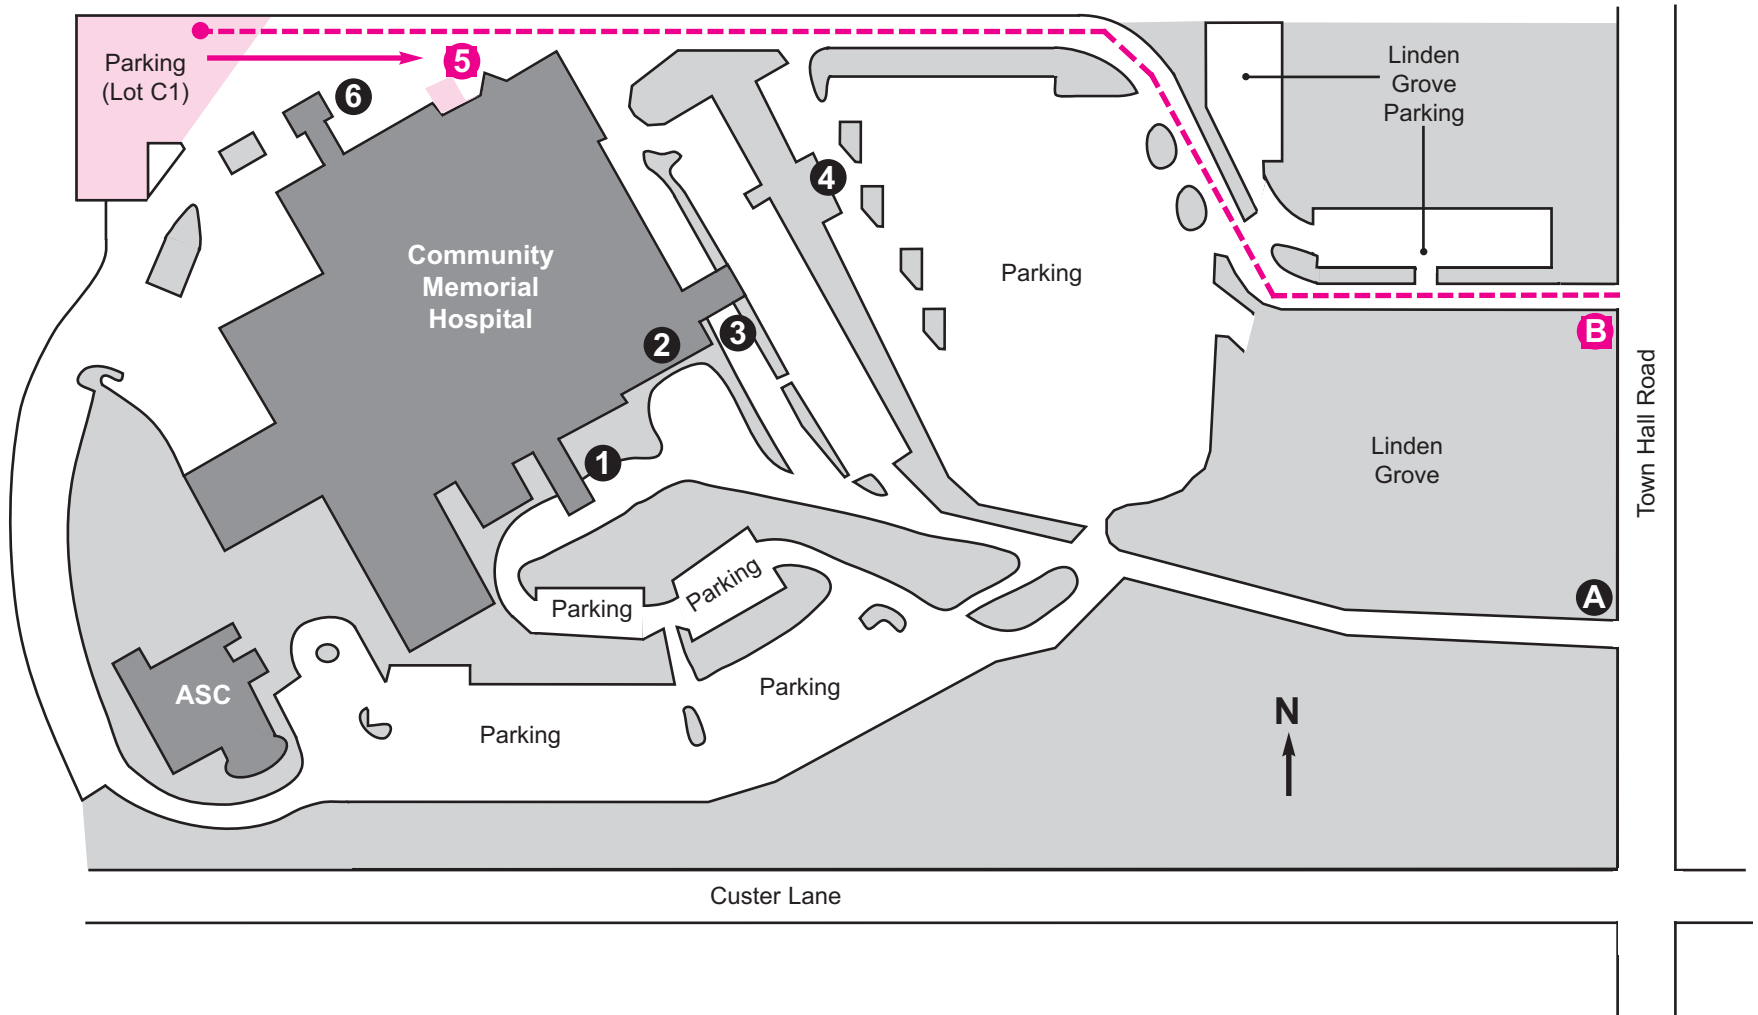 Parking
(Lot C1)
5
6
Linden
Grove
Parking
4
Community
Memorial
Hospital
Parking
2
3
B
Town Hall Road
Linden
Grove
1
A
Parking
Parking
ASC
Parking
Parking
N
Custer Lane